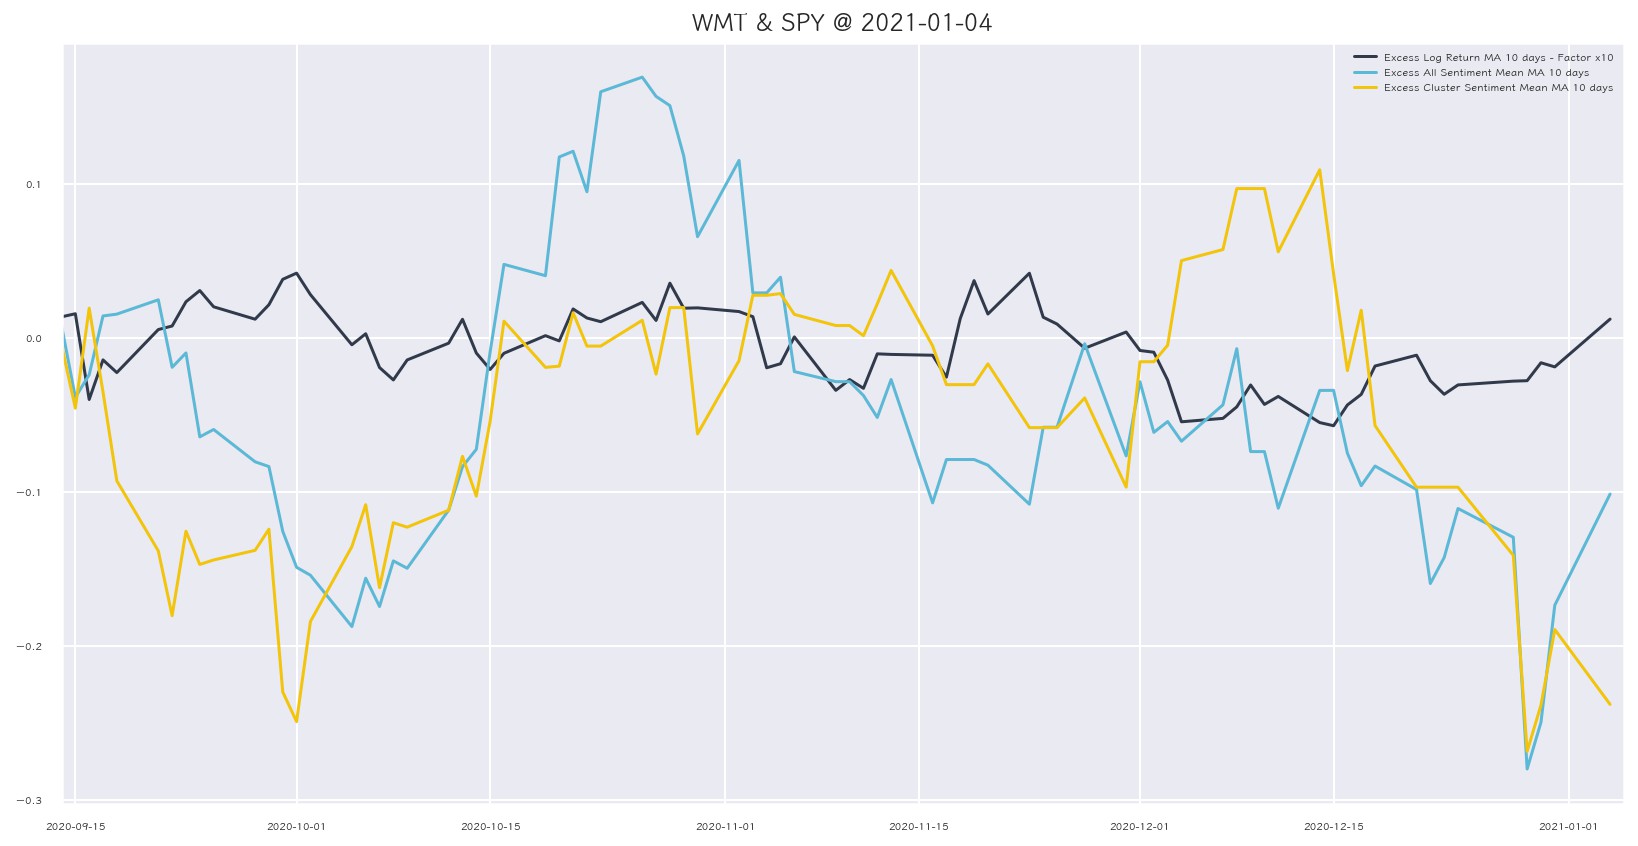 WMT & SPY @ 2021-01-04
Excess Log Return MA 10 days - Factor x10
Excess All Sentiment Mean MA 10 days
Excess Cluster Sentiment Mean MA 10 days
0.1
0.0
−0.1
−0.2
−0.3
2020-09-15 2020-10-01 2020-10-15 2020-11-01 2020-11-15 2020-12-01 2020-12-15 2021-01-01